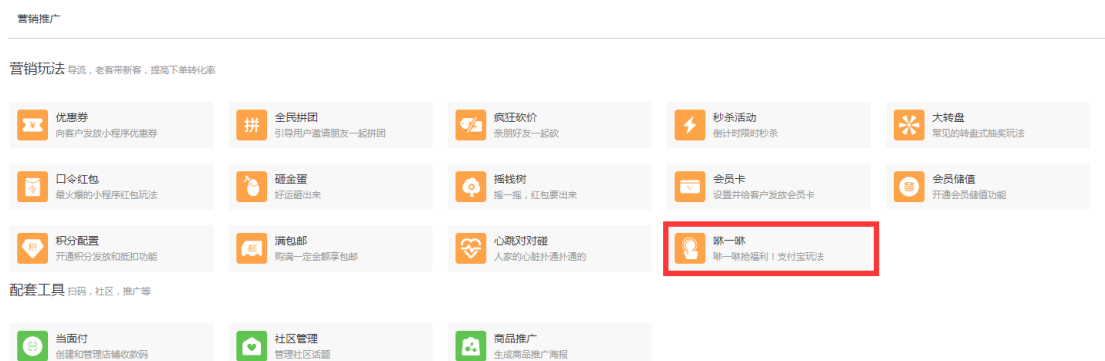 营销推广
营销玩法 导流，老客带新客，提高下单转化率
优惠券
向客户发放小程序优惠券
全民拼团
引导用户邀请朋友一起拼团
疯狂砍价
亲朋好友一起砍
秒杀活动
倒计时限时秒杀
大转盘
常见的转盘式抽奖玩法
口令红包
最火爆的小程序红包玩法
砸金蛋
好运砸出来
摇钱树
摇一摇，红包要出来
会员卡
设置并给客户发放会员卡
会员储值
开通会员储值功能
积分配置
开通积分发放和抵扣功能
满包邮
购满一定金额享包邮
心跳对对碰
人家的心脏扑通扑通的
咻一咻
咻一咻抢福利！支付宝玩法
配套工具 扫码，社区，推广等
当面付
创建和管理店铺收款码
社区管理
管理社区话题
商品推广
生成商品推广海报